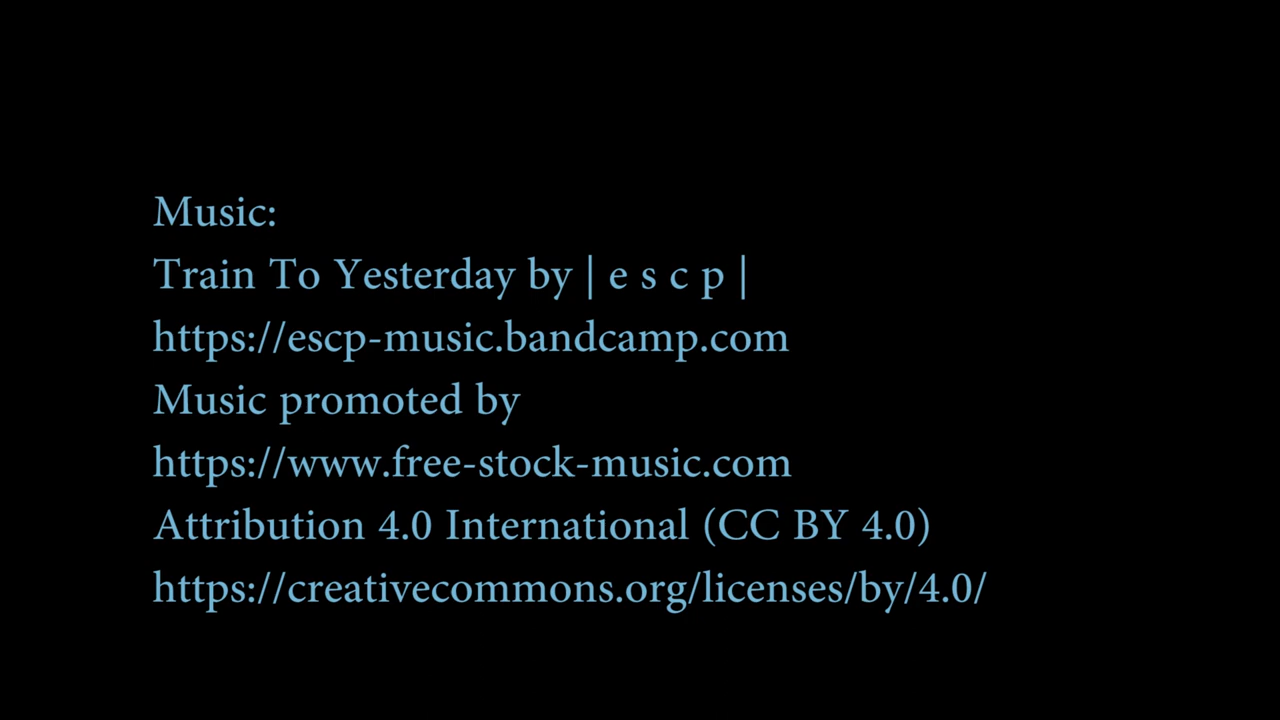 Music:
Train To Yesterday by | e s c p |
https://escp-music.bandcamp.com
Music promoted by
https://www.free-stock-music.com
Attribution 4.0 International (CC BY 4.0)
https://creativecommons.org/licenses/by/4.0/